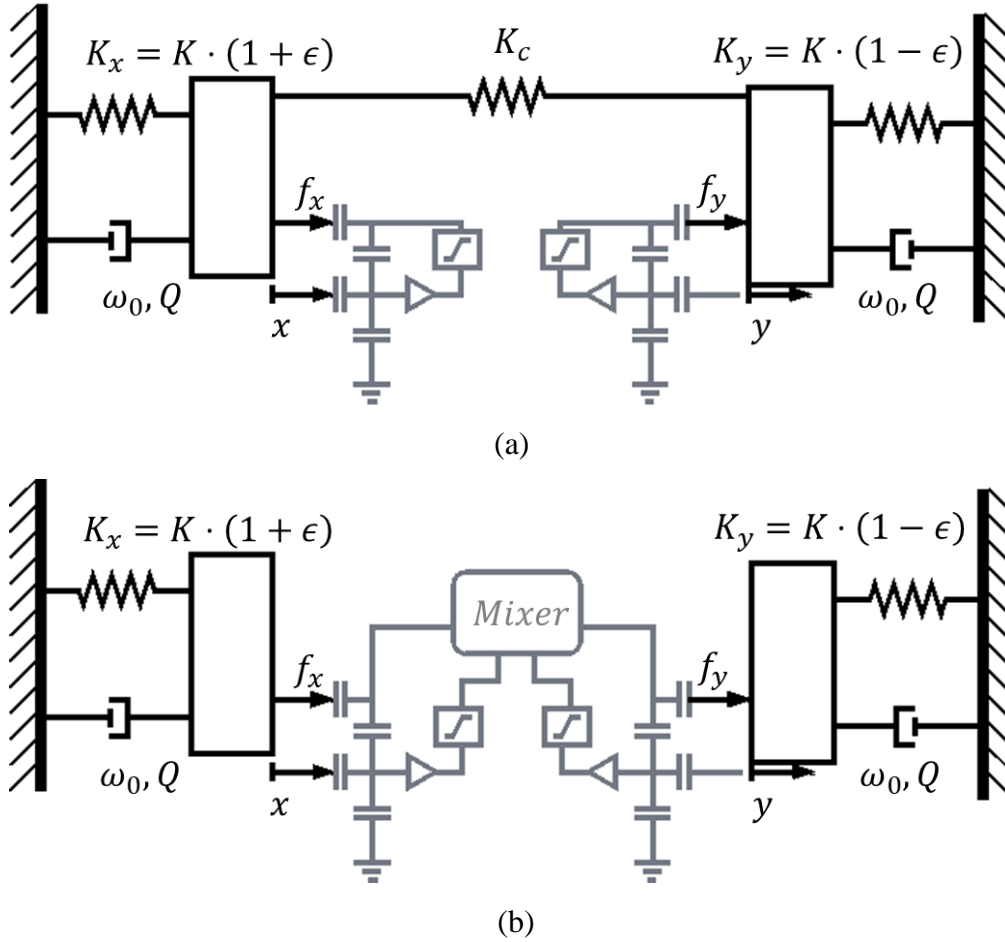 K_c
K_x = K · (1 + ϵ)
K_y = K · (1 − ϵ)
f_x
f_y
ω_0, Q
x
y
ω_0, Q
(a)
K_x = K · (1 + ϵ)
K_y = K · (1 − ϵ)
Mixer
f_x
f_y
ω_0, Q
x
y
ω_0, Q
(b)